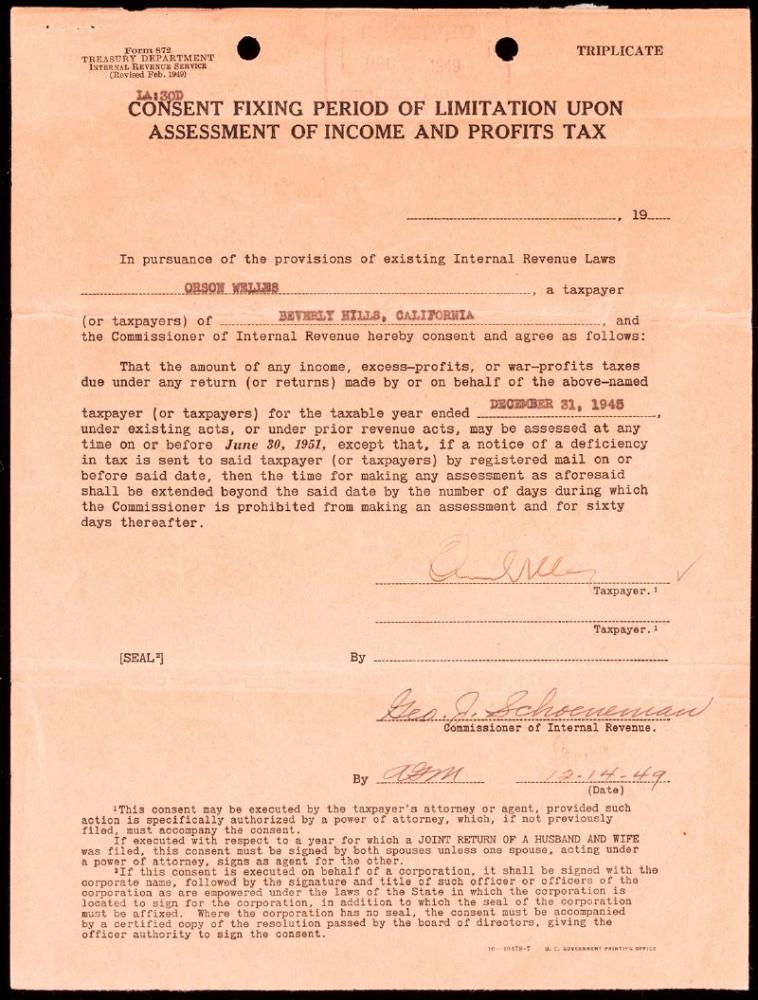 Form 872
TREASURY DEPARTMENT
INTERNAL REVENUE SERVICE
(Revised Feb. 1949)
TRIPLICATE
1949
IA:30D
CONSENT FIXING PERIOD OF LIMITATION UPON
ASSESSMENT OF INCOME AND PROFITS TAX
, 19
In pursuance of the provisions of existing Internal Revenue Laws
ORSON WELLES, a taxpayer
(or taxpayers) of BEVERLY HILLS, CALIFORNIA, and
the Commissioner of Internal Revenue hereby consent and agree as follows:
That the amount of any income, excess-profits, or war-profits taxes
due under any return (or returns) made by or on behalf of the above-named
taxpayer (or taxpayers) for the taxable year ended DECEMBER 31, 1945,
under existing acts, or under prior revenue acts, may be assessed at any
time on or before June 30, 1951, except that, if a notice of a deficiency
in tax is sent to said taxpayer (or taxpayers) by registered mail on or
before said date, then the time for making any assessment as aforesaid
shall be extended beyond the said date by the number of days during which
the Commissioner is prohibited from making an assessment and for sixty
days thereafter.
Taxpayer.¹
Taxpayer.¹
[SEAL²] By
Geo. J. Schoeneman
Commissioner of Internal Revenue.
By 12-14-49
(Date)
¹This consent may be executed by the taxpayer's attorney or agent, provided such
action is specifically authorized by a power of attorney, which, if not previously
filed, must accompany the consent.
If executed with respect to a year for which a JOINT RETURN OF A HUSBAND AND WIFE
was filed, this consent must be signed by both spouses unless one spouse, acting under
a power of attorney, signs as agent for the other.
²If this consent is executed on behalf of a corporation, it shall be signed with the
corporate name, followed by the signature and title of such officer or officers of the
corporation as are empowered under the laws of the State in which the corporation is
located to sign for the corporation, in addition to which the seal of the corporation
must be affixed. Where the corporation has no seal, the consent must be accompanied
by a certified copy of the resolution passed by the board of directors, giving the
officer authority to sign the consent.
16—10478-7 U. S. GOVERNMENT PRINTING OFFICE